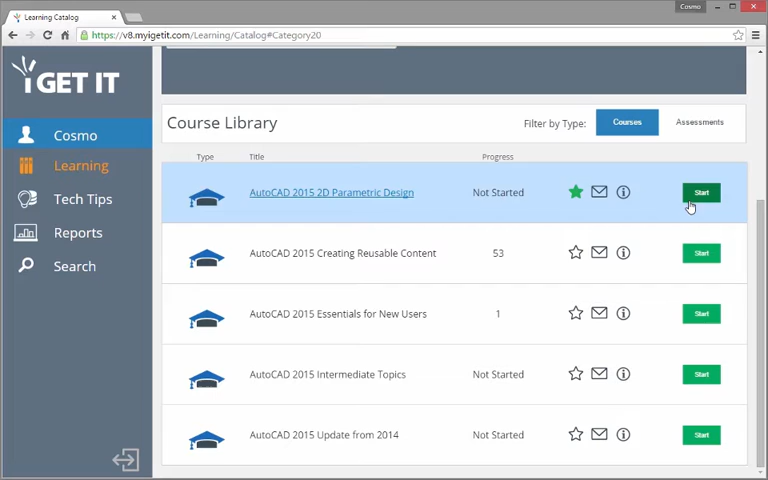 Cosmo
Learning Catalog
https://v8.myigetit.com/Learning/Catalog#Category20
i GET IT
Cosmo
Learning
Tech Tips
Reports
Search
Course Library
Filter by Type:
Courses
Assessments
Type
Title
Progress
AutoCAD 2015 2D Parametric Design
Not Started
Start
AutoCAD 2015 Creating Reusable Content
53
Start
AutoCAD 2015 Essentials for New Users
1
Start
AutoCAD 2015 Intermediate Topics
Not Started
Start
AutoCAD 2015 Update from 2014
Not Started
Start